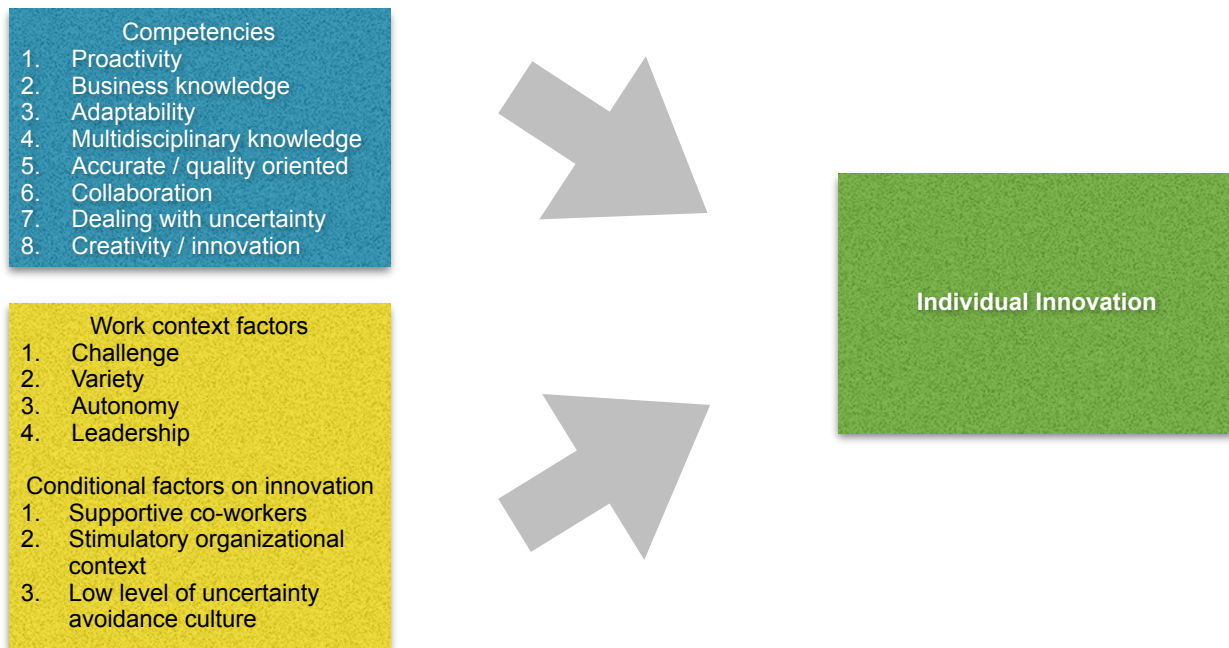 Competencies
1. Proactivity
2. Business knowledge
3. Adaptability
4. Multidisciplinary knowledge
5. Accurate / quality oriented
6. Collaboration
7. Dealing with uncertainty
8. Creativity / innovation
Work context factors
1. Challenge
2. Variety
3. Autonomy
4. Leadership
Conditional factors on innovation
1. Supportive co-workers
2. Stimulatory organizational
context
3. Low level of uncertainty
avoidance culture
Individual Innovation